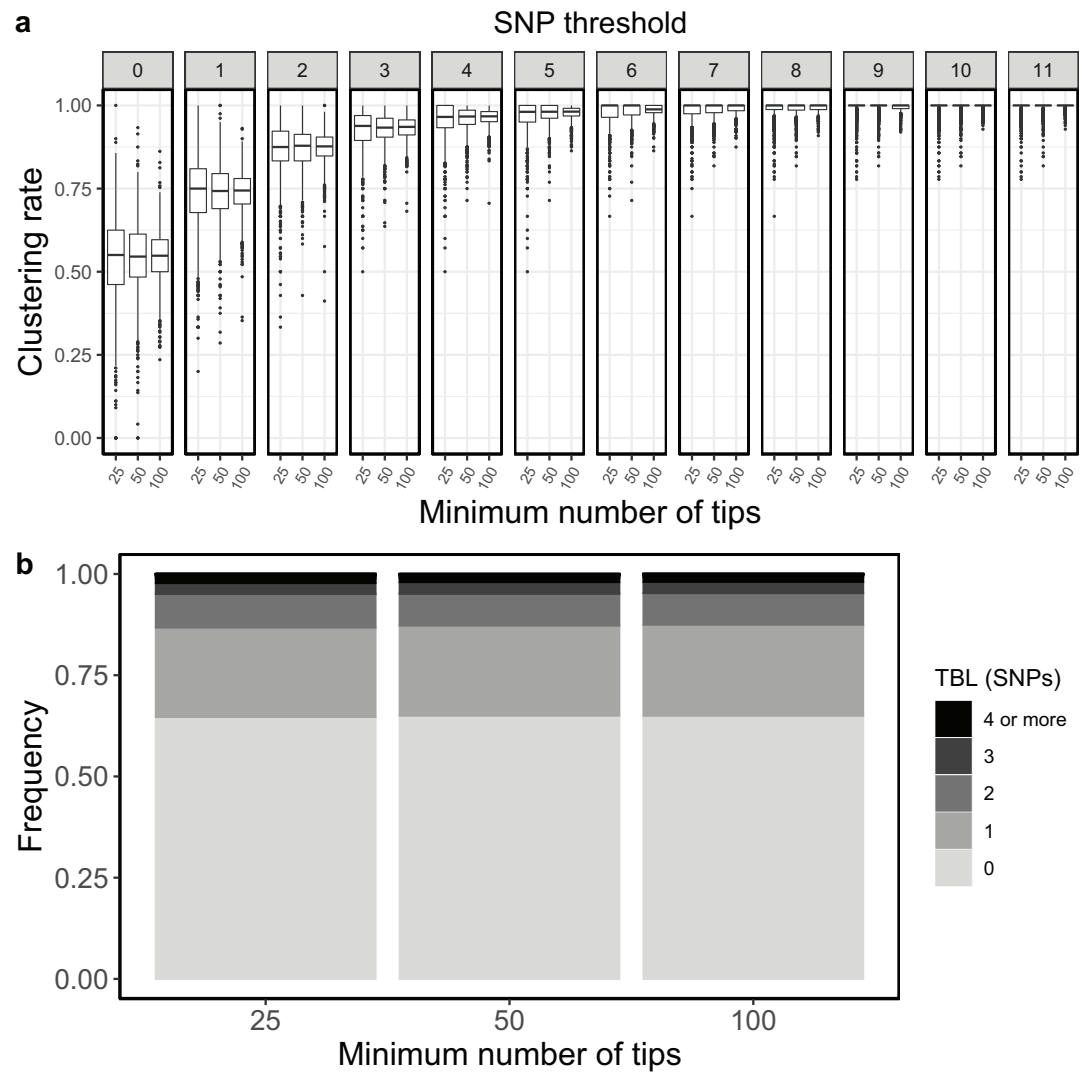 a
SNP threshold
0 1 2 3 4 5 6 7 8 9 10 11
Clustering rate
1.00
0.75
0.50
0.25
0.00
25 50 100 25 50 100 25 50 100 25 50 100 25 50 100 25 50 100 25 50 100 25 50 100 25 50 100 25 50 100 25 50 100 25 50 100
Minimum number of tips
b
Frequency
1.00
0.75
0.50
0.25
0.00
25 50 100
Minimum number of tips
TBL (SNPs)
4 or more
3
2
1
0